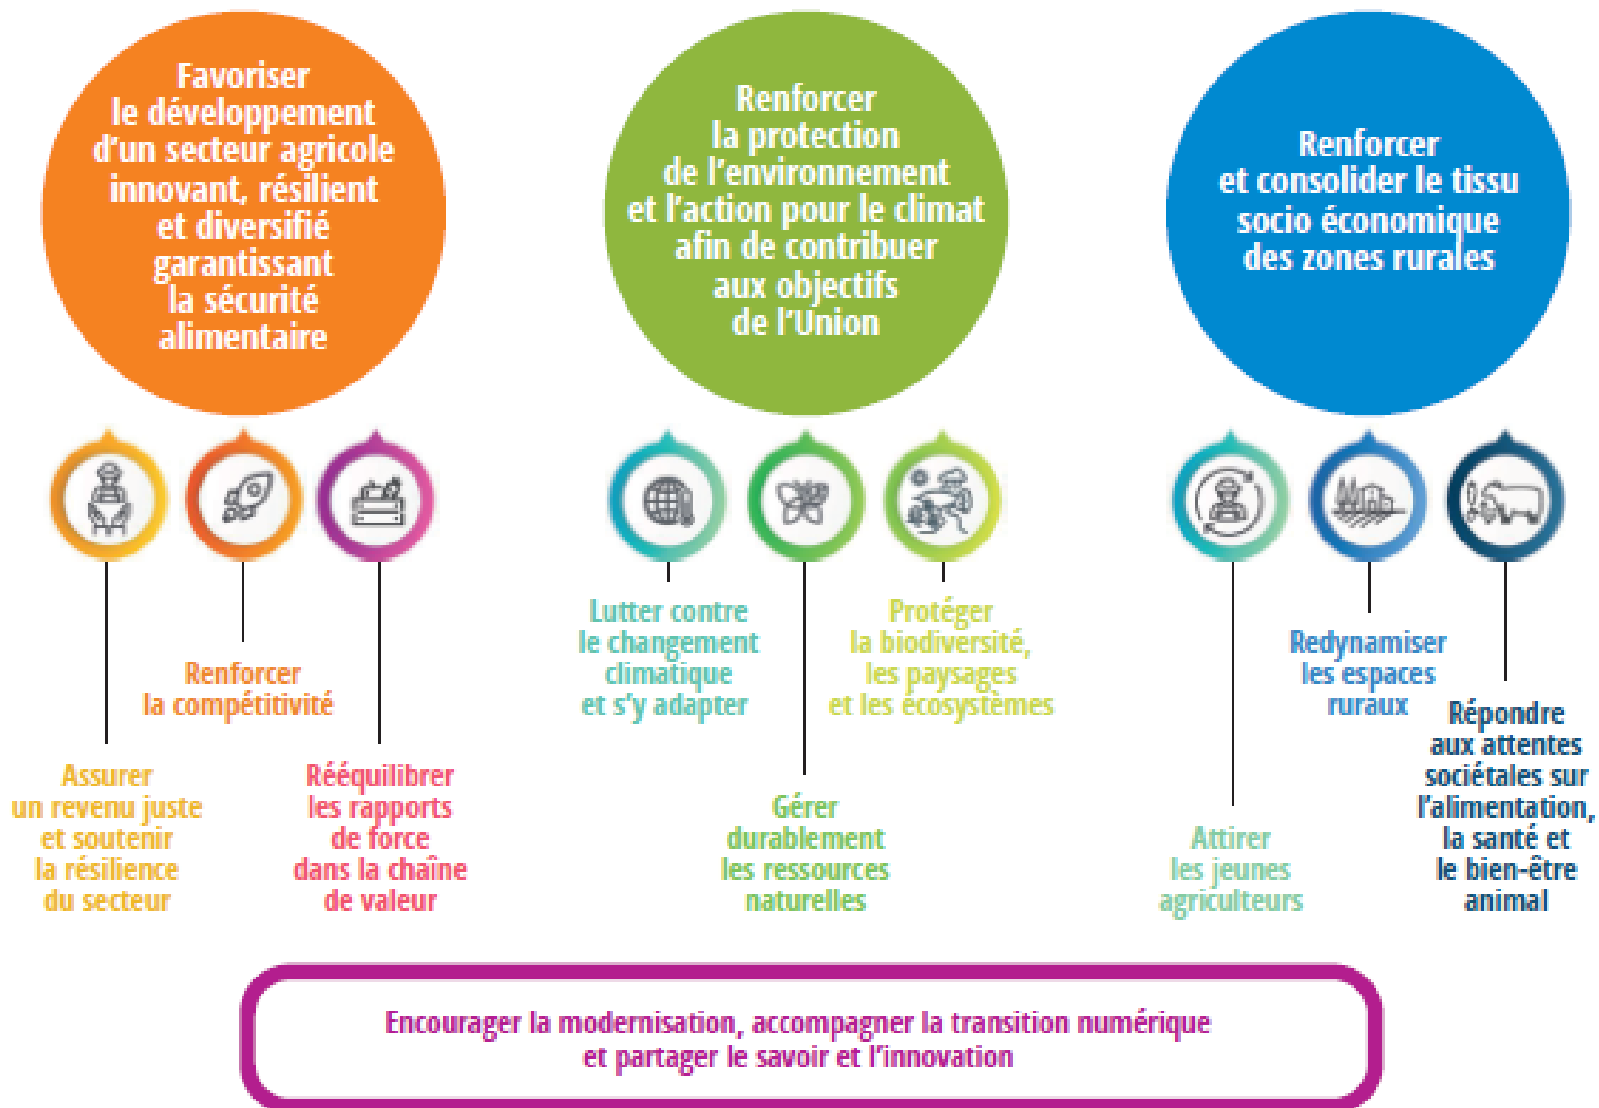 Favoriser
le développement
d'un secteur agricole
innovant, résilient
et diversifié
garantissant
la sécurité
alimentaire
Renforcer
la protection
de l'environnement
et l'action pour le climat
afin de contribuer
aux objectifs
de l'Union
Renforcer
et consolider le tissu
socio économique
des zones rurales
Assurer
un revenu juste
et soutenir
la résilience
du secteur
Renforcer
la compétitivité
Rééquilibrer
les rapports
de force
dans la chaîne
de valeur
Lutter contre
le changement
climatique
et s'y adapter
Gérer
durablement
les ressources
naturelles
Protéger
la biodiversité,
les paysages
et les écosystèmes
Attirer
les jeunes
agriculteurs
Redynamiser
les espaces
ruraux
Répondre
aux attentes
sociétales sur
l'alimentation,
la santé et
le bien-être
animal
Encourager la modernisation, accompagner la transition numérique
et partager le savoir et l'innovation